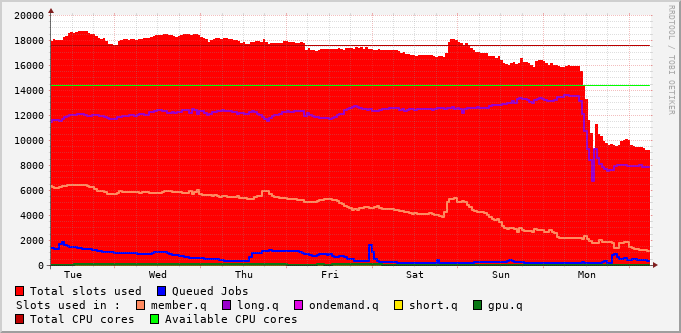 RRDTOOL / TOBI OETIKER
20000
18000
16000
14000
12000
10000
8000
6000
4000
2000
0
Tue Wed Thu Fri Sat Sun Mon
Total slots used Queued Jobs
Slots used in : member.q long.q ondemand.q short.q gpu.q
Total CPU cores Available CPU cores